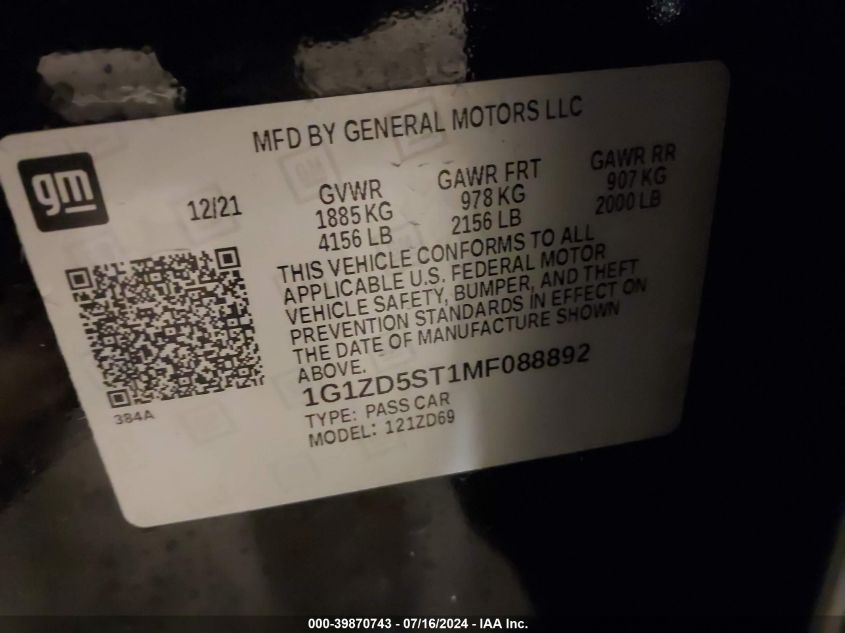 MFD BY GENERAL MOTORS LLC
gm
12/21
GVWR
1885 KG
4156 LB
GAWR FRT
978 KG
2156 LB
GAWR RR
907 KG
2000 LB
THIS VEHICLE CONFORMS TO ALL
APPLICABLE U.S. FEDERAL MOTOR
VEHICLE SAFETY, BUMPER, AND THEFT
PREVENTION STANDARDS IN EFFECT ON
THE DATE OF MANUFACTURE SHOWN
ABOVE.
1G1ZD5ST1MF088892
TYPE: PASS CAR
MODEL: 121ZD69
384A
000-39870743 - 07/16/2024 - IAA Inc.